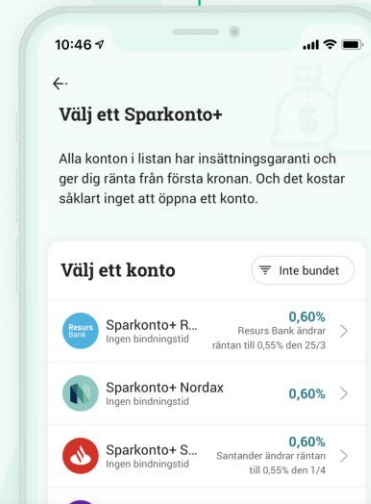 10:46
Välj ett Sparkonto+
Alla konton i listan har insättningsgaranti och
ger dig ränta från första kronan. Och det kostar
såklart inget att öppna ett konto.
Välj ett konto
Inte bundet
Resurs
Bank
Sparkonto+ R...
Ingen bindningstid
0,60%
Resurs Bank ändrar
räntan till 0,55% den 25/3
Sparkonto+ Nordax
Ingen bindningstid
0,60%
Sparkonto+ S...
Ingen bindningstid
0,60%
Santander ändrar räntan
till 0,55% den 1/4